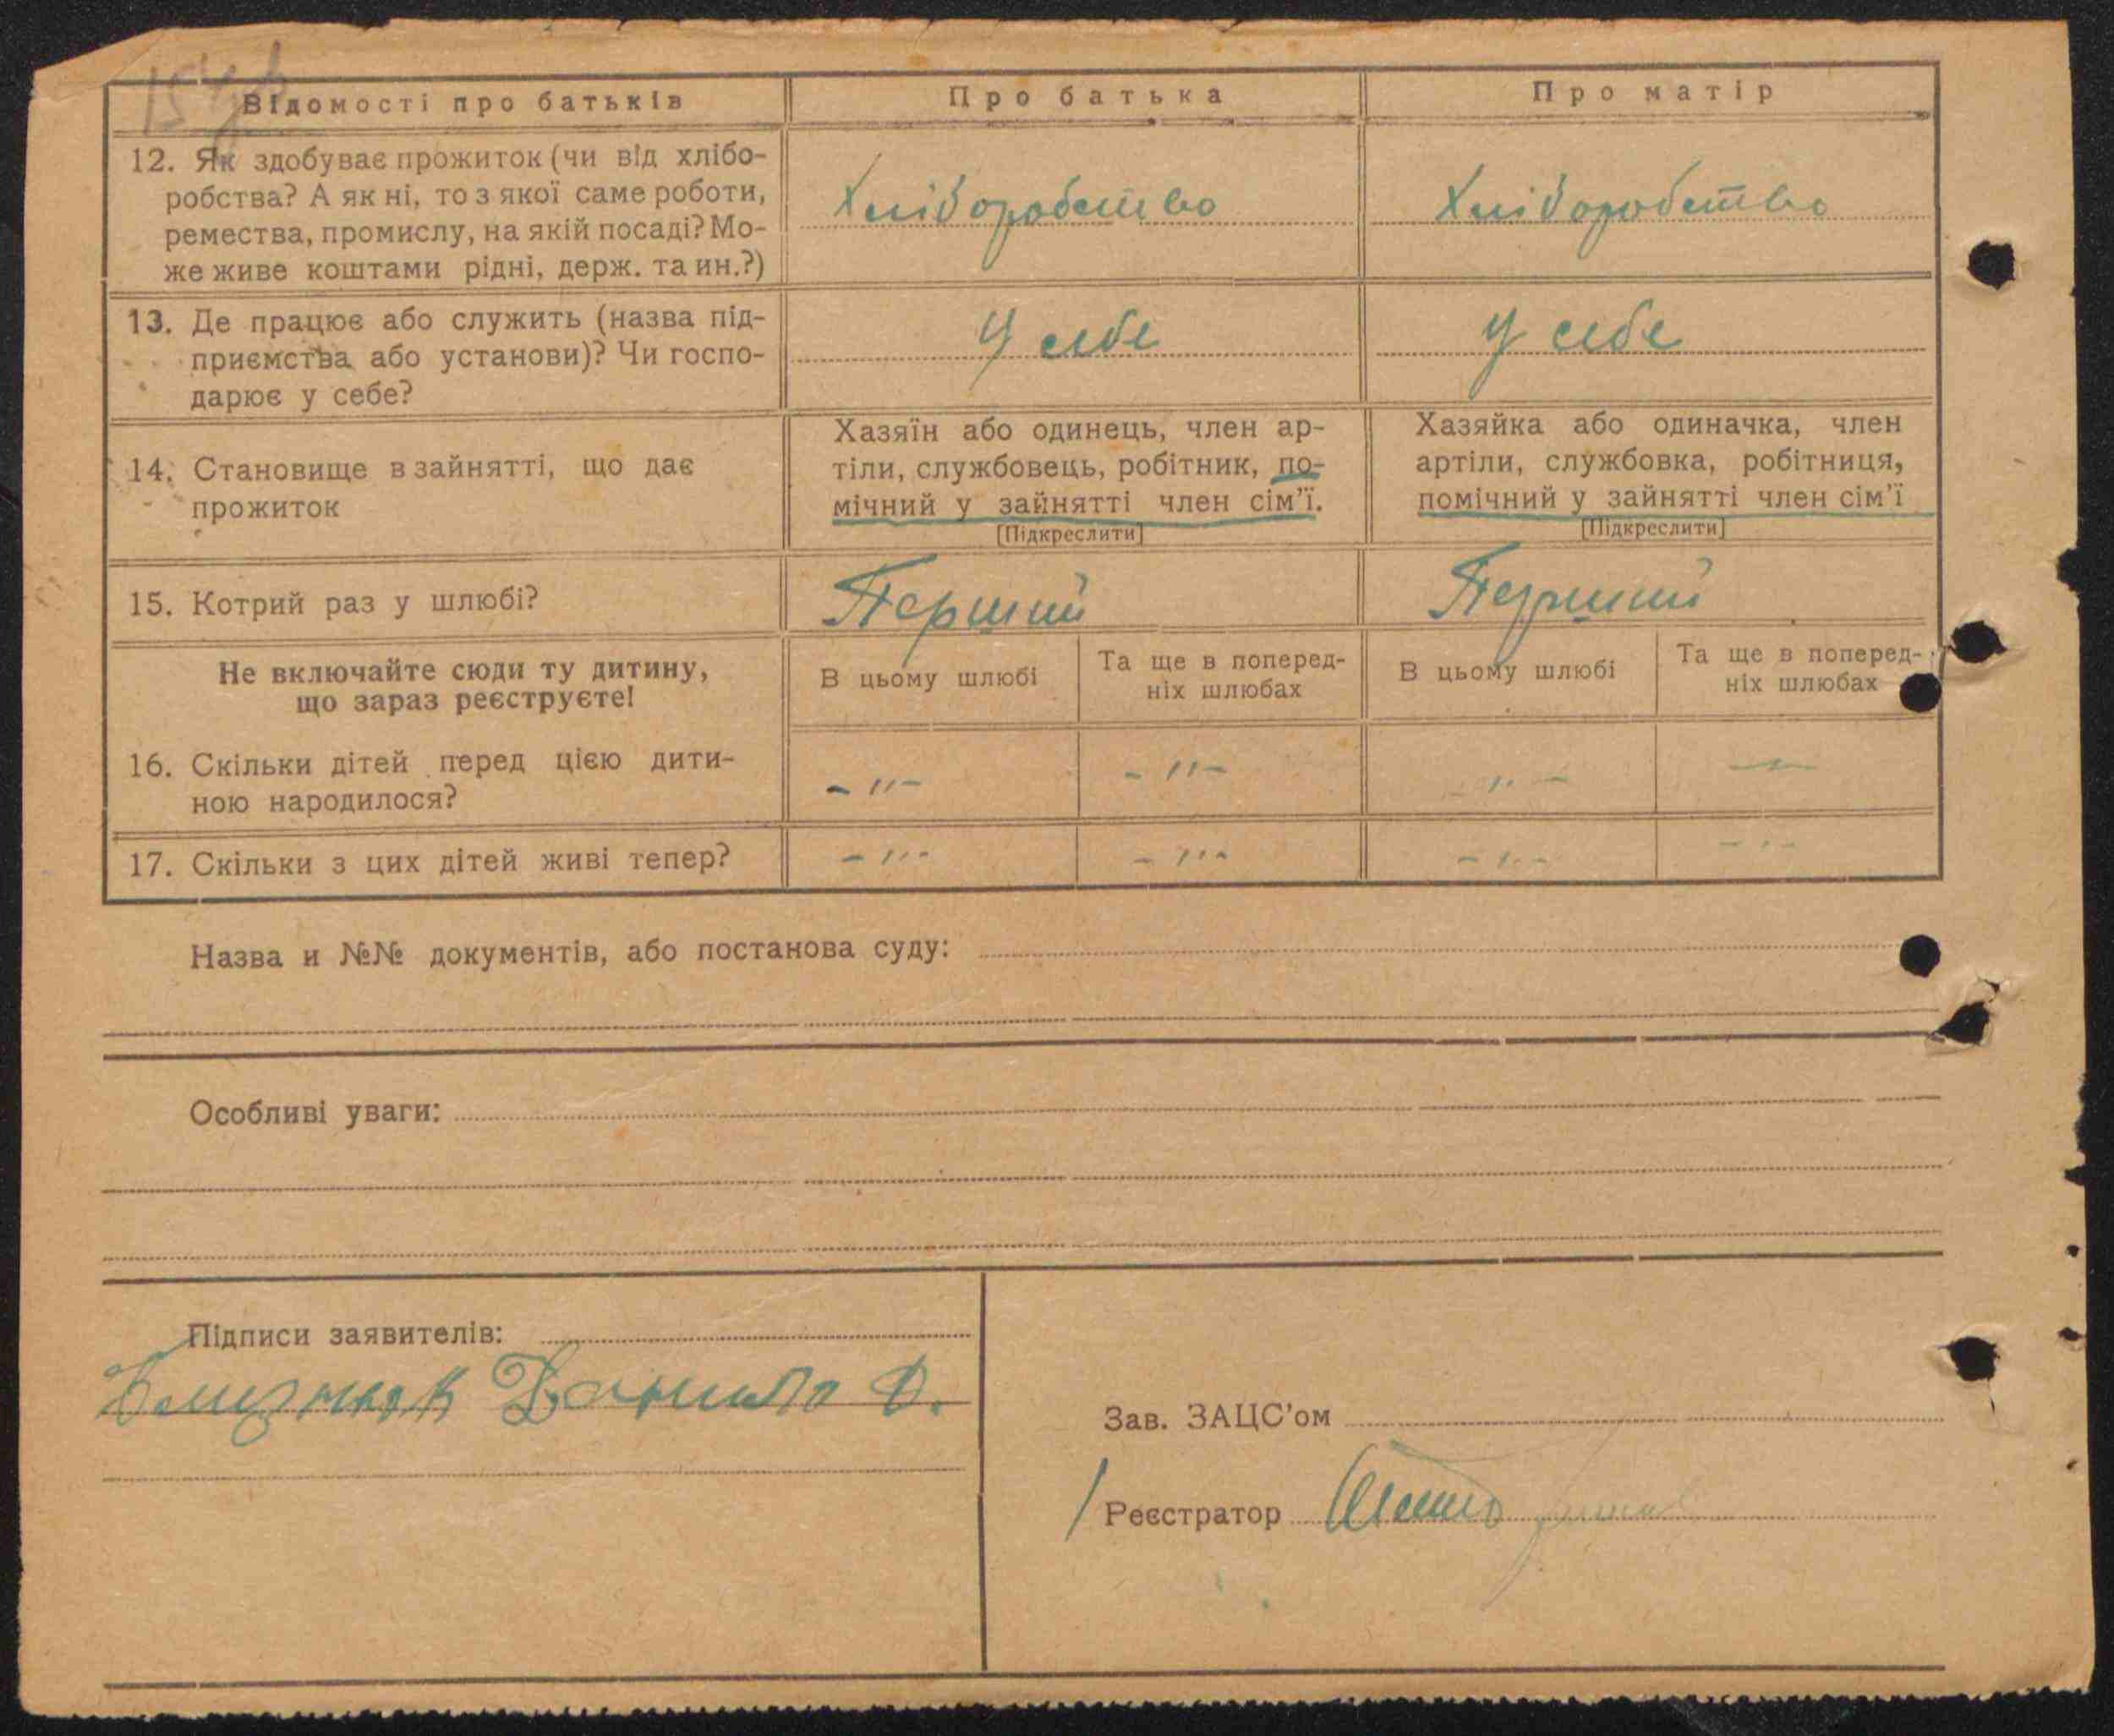 Відомості про батьків
Про батька
Про матір
12. Як здобуває прожиток (чи від хлібо-
робства? А як ні, то з якої саме роботи,
ремества, промислу, на якій посаді? Мо-
же живе коштами рідні, держ. та ин.?)
Хліборобство
Хліборобство
13. Де працює або служить (назва під-
приємства або установи)? Чи госпо-
дарює у себе?
У себе
У себе
14. Становище в зайнятті, що дає
прожиток
Хазяїн або одинець, член ар-
тіли, службовець, робітник, по-
мічний у зайнятті член сім'ї.
[Підкреслити]
Хазяйка або одиначка, член
артіли, службовка, робітниця,
помічний у зайнятті член сім'ї
[Підкреслити]
15. Котрий раз у шлюбі?
Перший
Перший
Не включайте сюди ту дитину,
що зараз реєструєте!
В цьому шлюбі
Та ще в поперед-
ніх шлюбах
В цьому шлюбі
Та ще в поперед-
ніх шлюбах
16. Скільки дітей перед цією дити-
ною народилося?
- " -
- " -
- " -
—
17. Скільки з цих дітей живі тепер?
- " -
- " -
- " -
- " -
Назва и №№ документів, або постанова суду:
Особливі уваги:
Підписи заявителів:
Близнюк Данило Д.
Зав. ЗАЦС'ом
/ Реєстратор